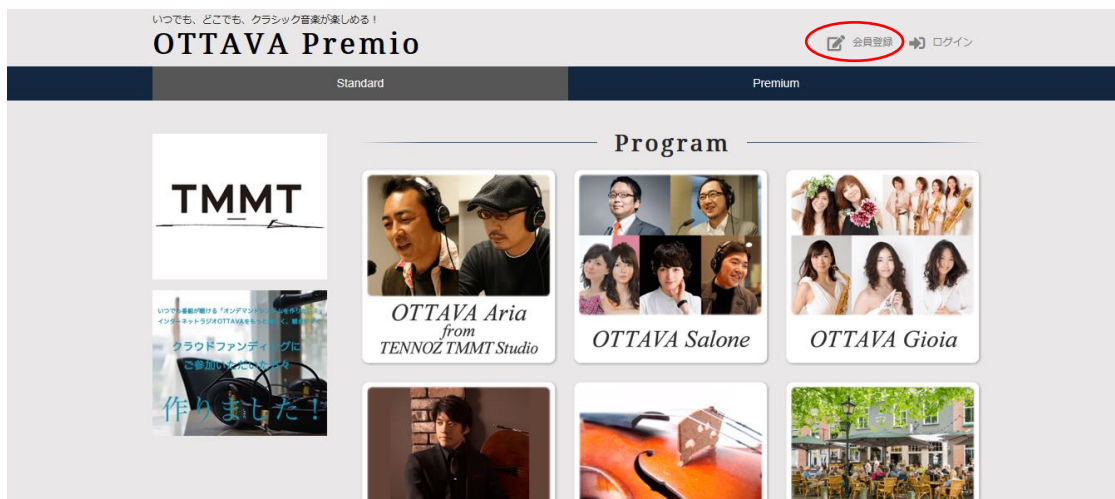 いつでも、どこでも、クラシック音楽が楽しめる！
OTTAVA Premio
会員登録
ログイン
Standard
Premium
Program
TMMT
OTTAVA Aria
from
TENNOZ TMMT Studio
OTTAVA Salone
OTTAVA Gioia
クラウドファンディングに
作りました！